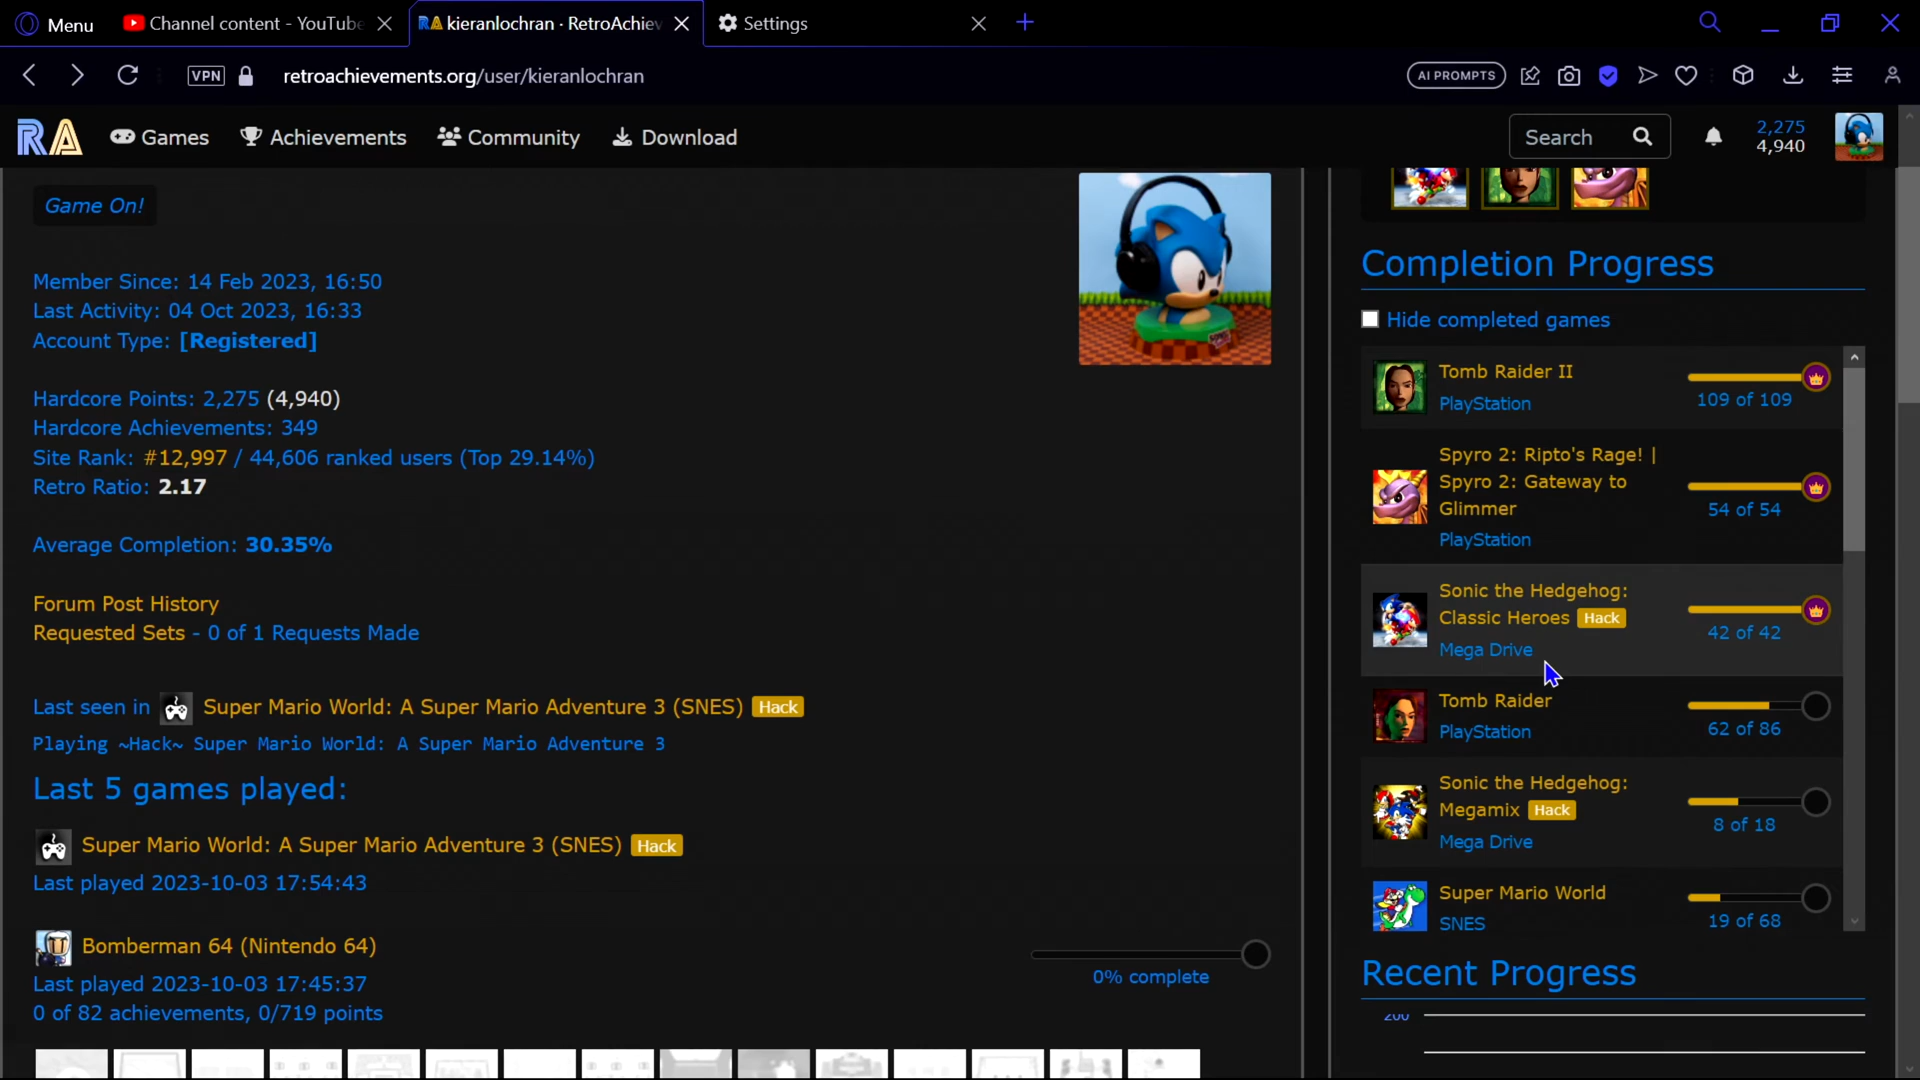 Menu
Channel content - YouTube
RA kieranlochran · RetroAchiev
Settings
VPN
retroachievements.org/user/kieranlochran
AI PROMPTS
RA
Games
Achievements
Community
Download
Search
2,275
4,940
Game On!
Member Since: 14 Feb 2023, 16:50
Last Activity: 04 Oct 2023, 16:33
Account Type: [Registered]
Hardcore Points: 2,275 (4,940)
Hardcore Achievements: 349
Site Rank: #12,997 / 44,606 ranked users (Top 29.14%)
Retro Ratio: 2.17
Average Completion: 30.35%
Forum Post History
Requested Sets - 0 of 1 Requests Made
Last seen in Super Mario World: A Super Mario Adventure 3 (SNES) Hack
Playing ~Hack~ Super Mario World: A Super Mario Adventure 3
Last 5 games played:
Super Mario World: A Super Mario Adventure 3 (SNES) Hack
Last played 2023-10-03 17:54:43
Bomberman 64 (Nintendo 64)
Last played 2023-10-03 17:45:37
0 of 82 achievements, 0/719 points
0% complete
Completion Progress
Hide completed games
Tomb Raider II
PlayStation
109 of 109
Spyro 2: Ripto's Rage! |
Spyro 2: Gateway to
Glimmer
PlayStation
54 of 54
Sonic the Hedgehog:
Classic Heroes Hack
Mega Drive
42 of 42
Tomb Raider
PlayStation
62 of 86
Sonic the Hedgehog:
Megamix Hack
Mega Drive
8 of 18
Super Mario World
SNES
19 of 68
Recent Progress
200